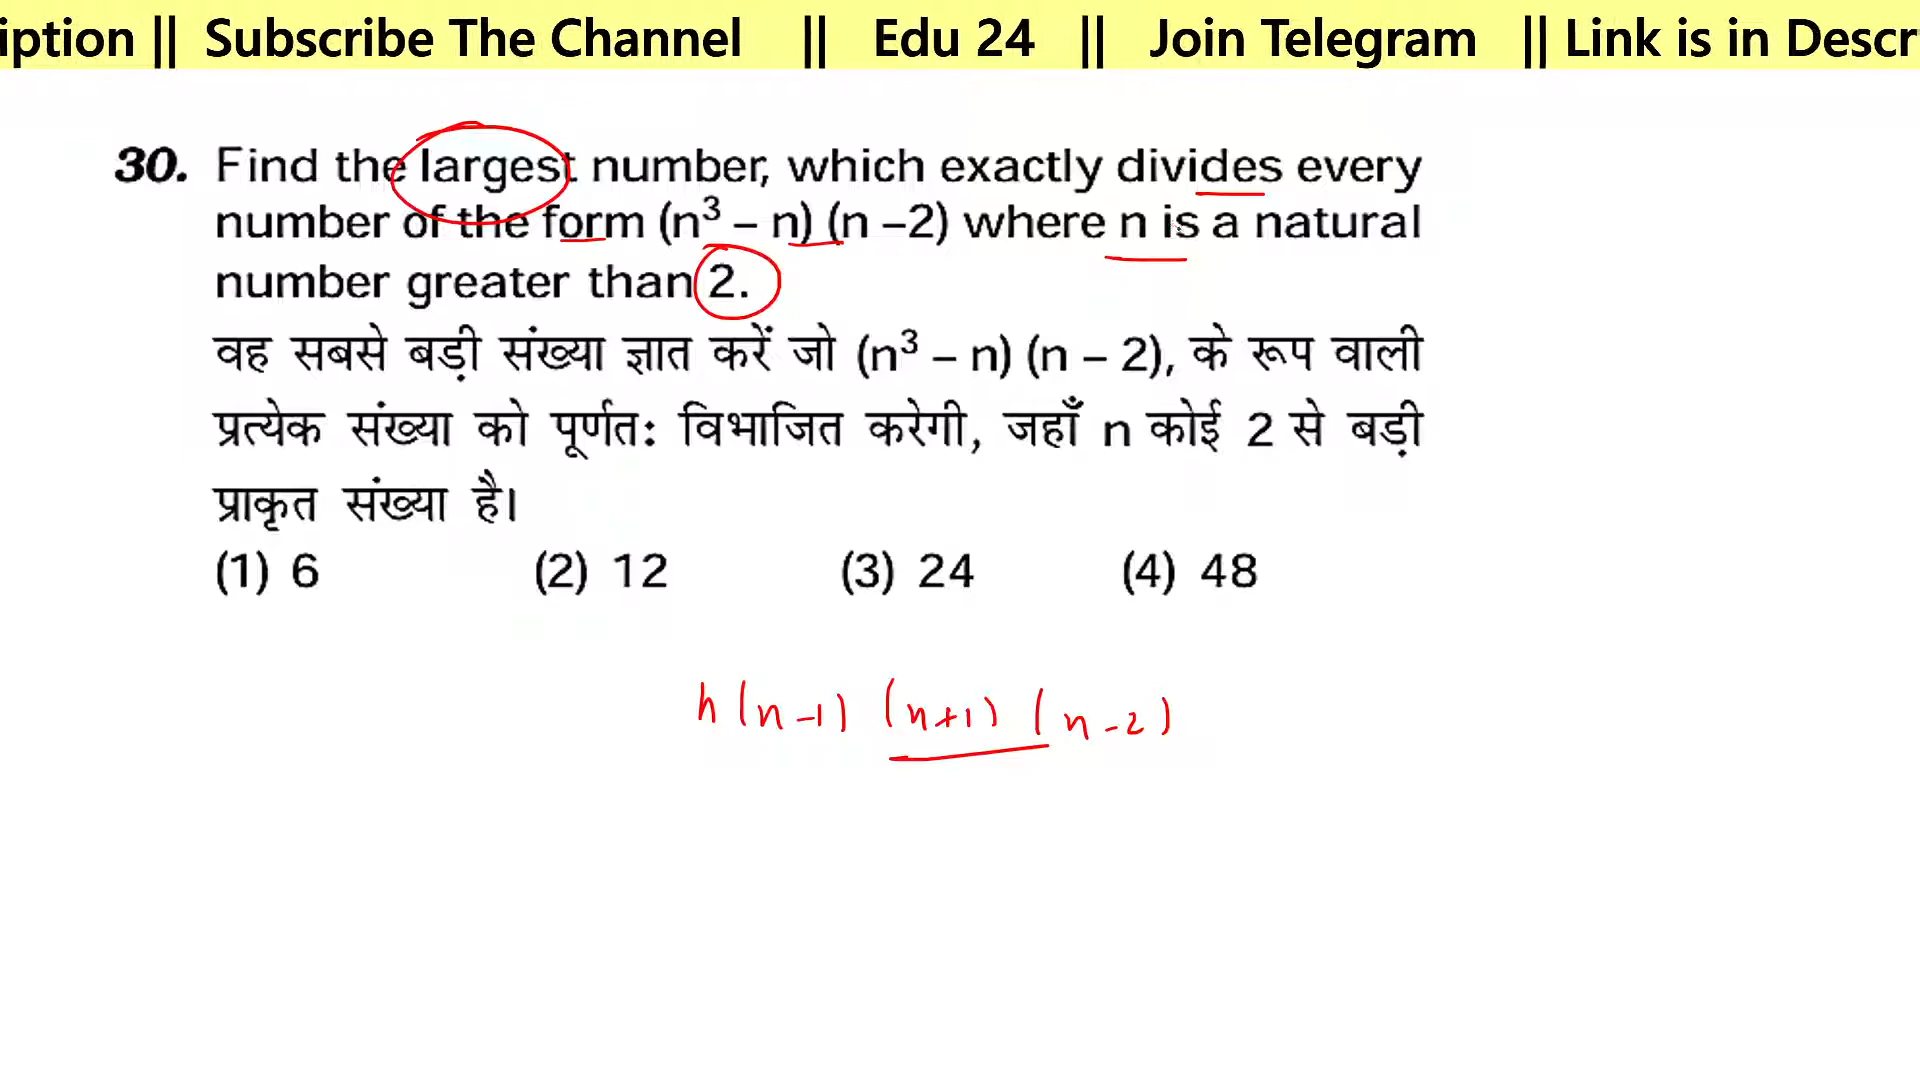 iption || Subscribe The Channel || Edu 24 || Join Telegram || Link is in Descr
30. Find the largest number, which exactly divides every
number of the form (n³ – n) (n –2) where n is a natural
number greater than 2.
वह सबसे बड़ी संख्या ज्ञात करें जो (n³ – n) (n – 2), के रूप वाली
प्रत्येक संख्या को पूर्णतः विभाजित करेगी, जहाँ n कोई 2 से बड़ी
प्राकृत संख्या है।
(1) 6 (2) 12 (3) 24 (4) 48
n(n-1) (n+1) (n-2)